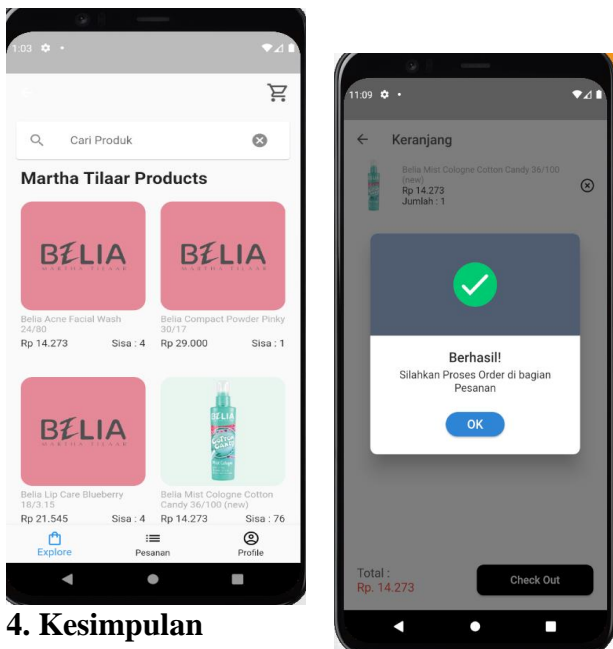 1:03
Cari Produk
Martha Tilaar Products
BELIA
MARTHA TILAAR
BELIA
MARTHA TILAAR
Belia Acne Facial Wash
24/80
Rp 14.273 Sisa : 4
Belia Compact Powder Pinky
30/17
Rp 29.000 Sisa : 1
BELIA
MARTHA TILAAR
BELIA
Cotton
Candy
Belia Lip Care Blueberry
18/3.15
Rp 21.545 Sisa : 4
Belia Mist Cologne Cotton
Candy 36/100 (new)
Rp 14.273 Sisa : 76
Explore Pesanan Profile
4. Kesimpulan
11:09
Keranjang
Belia Mist Cologne Cotton Candy 36/100
(new)
Rp 14.273
Jumlah : 1
Berhasil!
Silahkan Proses Order di bagian
Pesanan
OK
Total :
Rp. 14.273
Check Out